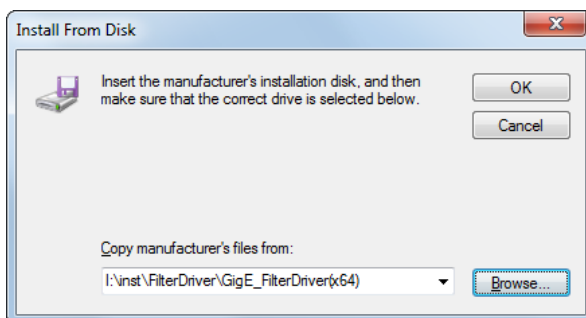 Install From Disk
Insert the manufacturer's installation disk, and then
make sure that the correct drive is selected below.
OK
Cancel
Copy manufacturer's files from:
I:\inst\FilterDriver\GigE_FilterDriver(x64)
Browse...